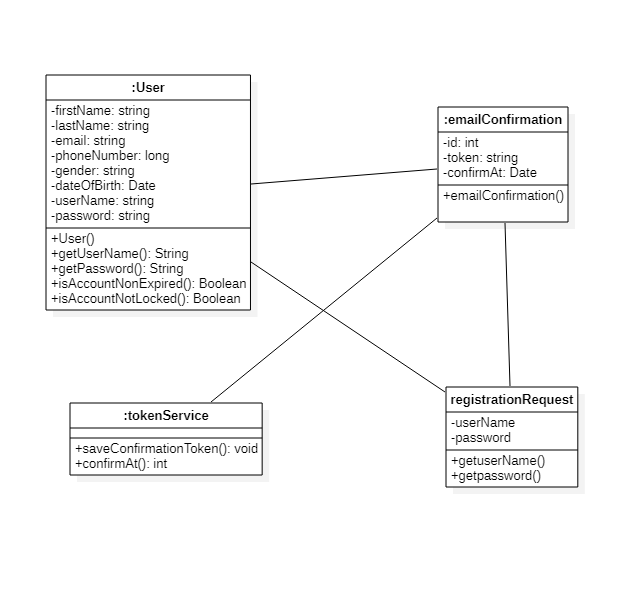 :User
-firstName: string
-lastName: string
-email: string
-phoneNumber: long
-gender: string
-dateOfBirth: Date
-userName: string
-password: string
+User()
+getUserName(): String
+getPassword(): String
+isAccountNonExpired(): Boolean
+isAccountNotLocked(): Boolean
:emailConfirmation
-id: int
-token: string
-confirmAt: Date
+emailConfirmation()
:tokenService
+saveConfirmationToken(): void
+confirmAt(): int
registrationRequest
-userName
-password
+getuserName()
+getpassword()